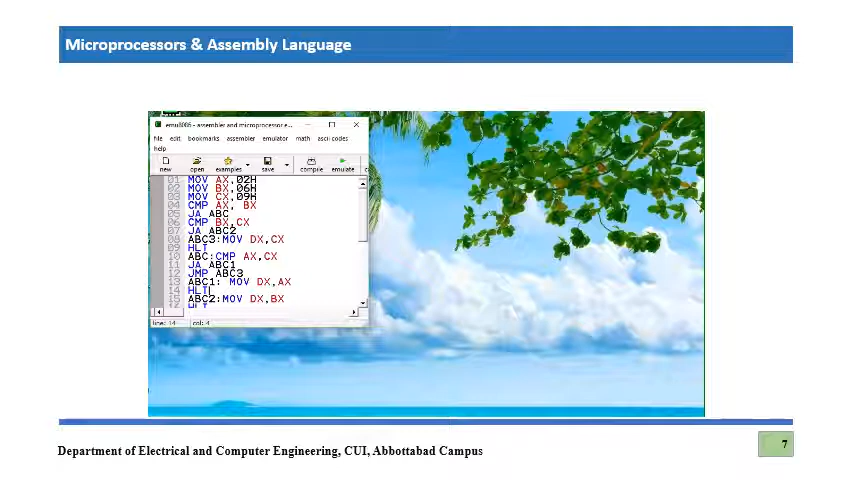 Microprocessors & Assembly Language
emu8086 - assembler and microprocessor e...
file edit bookmarks assembler emulator math ascii codes
help
new open examples save compile emulate
01 MOV AX,02H
02 MOV BX,06H
03 MOV CX,09H
04 CMP AX, BX
05 JA ABC
06 CMP BX,CX
07 JA ABC2
08 ABC3:MOV DX,CX
09 HLT
10 ABC:CMP AX,CX
11 JA ABC1
12 JMP ABC3
13 ABC1: MOV DX,AX
14 HLT
15 ABC2:MOV DX,BX
line: 14 col: 4
Department of Electrical and Computer Engineering, CUI, Abbottabad Campus
7